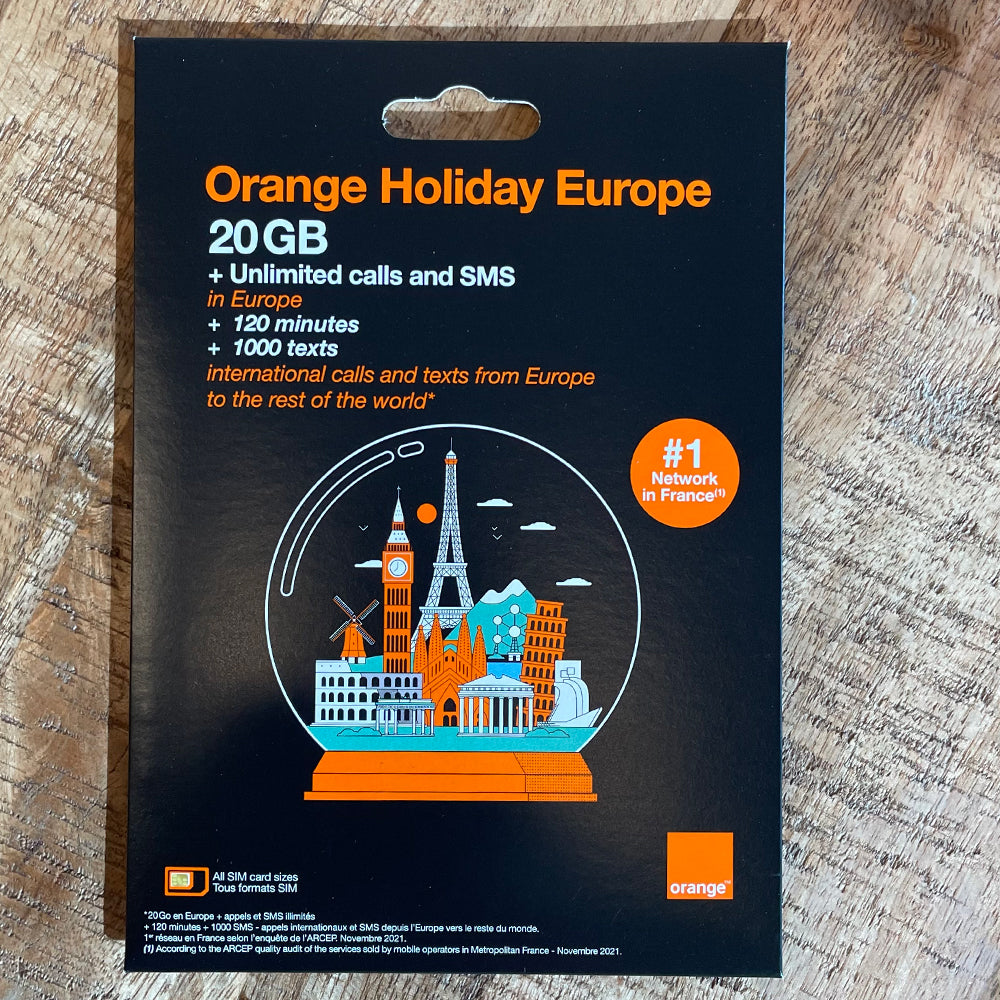 Orange Holiday Europe
20GB
+ Unlimited calls and SMS
in Europe
+ 120 minutes
+ 1000 texts
international calls and texts from Europe
to the rest of the world*
#1
Network
in France(1)
All SIM card sizes
Tous formats SIM
orange™
*20Go en Europe + appels et SMS illimités
+ 120 minutes + 1000 SMS - appels internationaux et SMS depuis l'Europe vers le reste du monde.
1er réseau en France selon l'enquête de l'ARCEP. Novembre 2021.
(1) According to the ARCEP quality audit of the services sold by mobile operators in Metropolitan France - Novembre 2021.